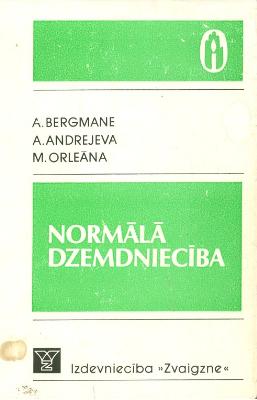 A. BERGMANE
A. ANDREJEVA
M. ORLEĀNA
NORMĀLĀ
DZEMDNIECĪBA
Izdevniecība »Zvaigzne«